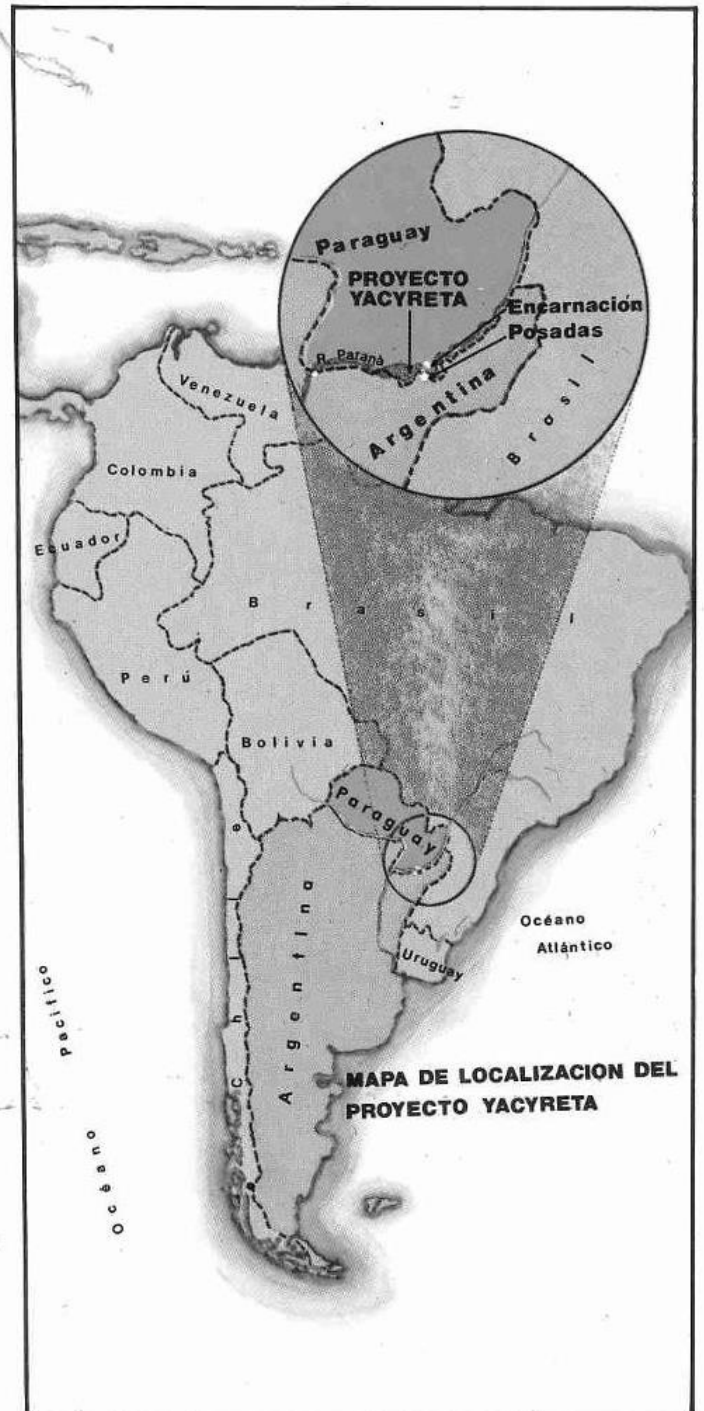 Paraguay
PROYECTO
YACYRETA
Encarnación
Posadas
R. Paraná
Argentina
Brasil
Venezuela
Colombia
Ecuador
Brasil
Perú
Bolivia
Paraguay
Chile
Argentina
Uruguay
Océano
Atlántico
Océano Pacífico
MAPA DE LOCALIZACION DEL
PROYECTO YACYRETA